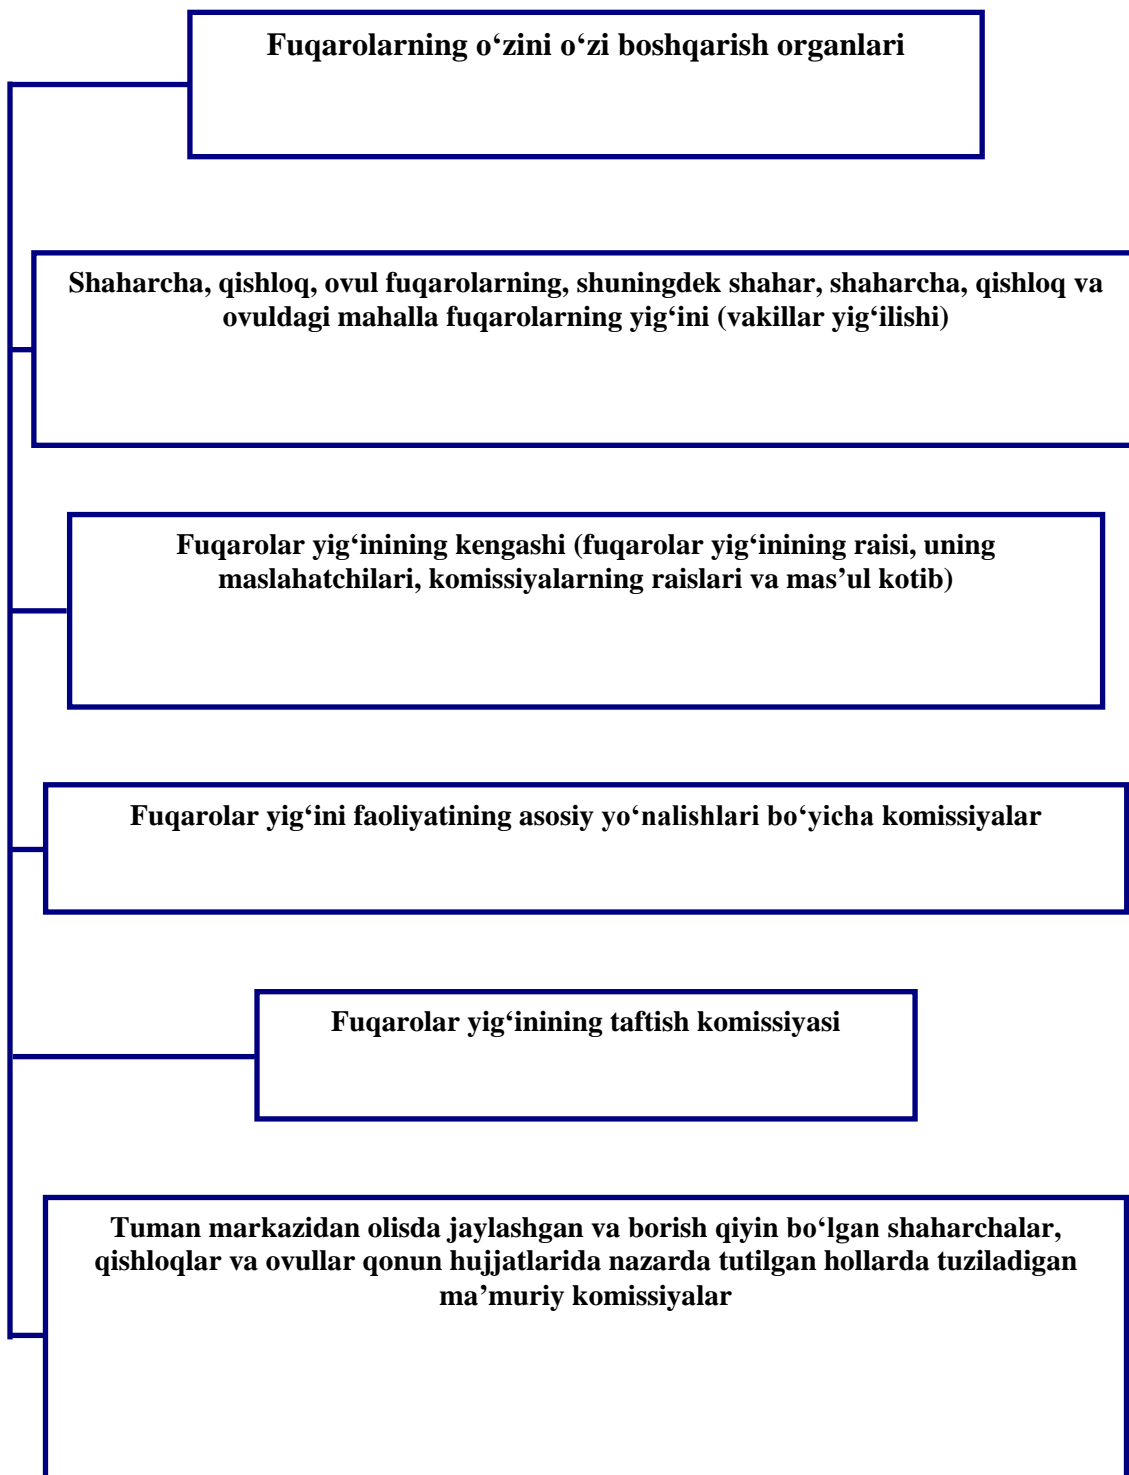 Fuqarolarning o‘zini o‘zi boshqarish organlari
Shaharcha, qishloq, ovul fuqarolarning, shuningdek shahar, shaharcha, qishloq va
ovuldagi mahalla fuqarolarning yig‘ini (vakillar yig‘ilishi)
Fuqarolar yig‘inining kengashi (fuqarolar yig‘inining raisi, uning
maslahatchilari, komissiyalarning raislari va mas’ul kotib)
Fuqarolar yig‘ini faoliyatining asosiy yo‘nalishlari bo‘yicha komissiyalar
Fuqarolar yig‘inining taftish komissiyasi
Tuman markazidan olisda jaylashgan va borish qiyin bo‘lgan shaharchalar,
qishloqlar va ovullar qonun hujjatlarida nazarda tutilgan hollarda tuziladigan
ma’muriy komissiyalar